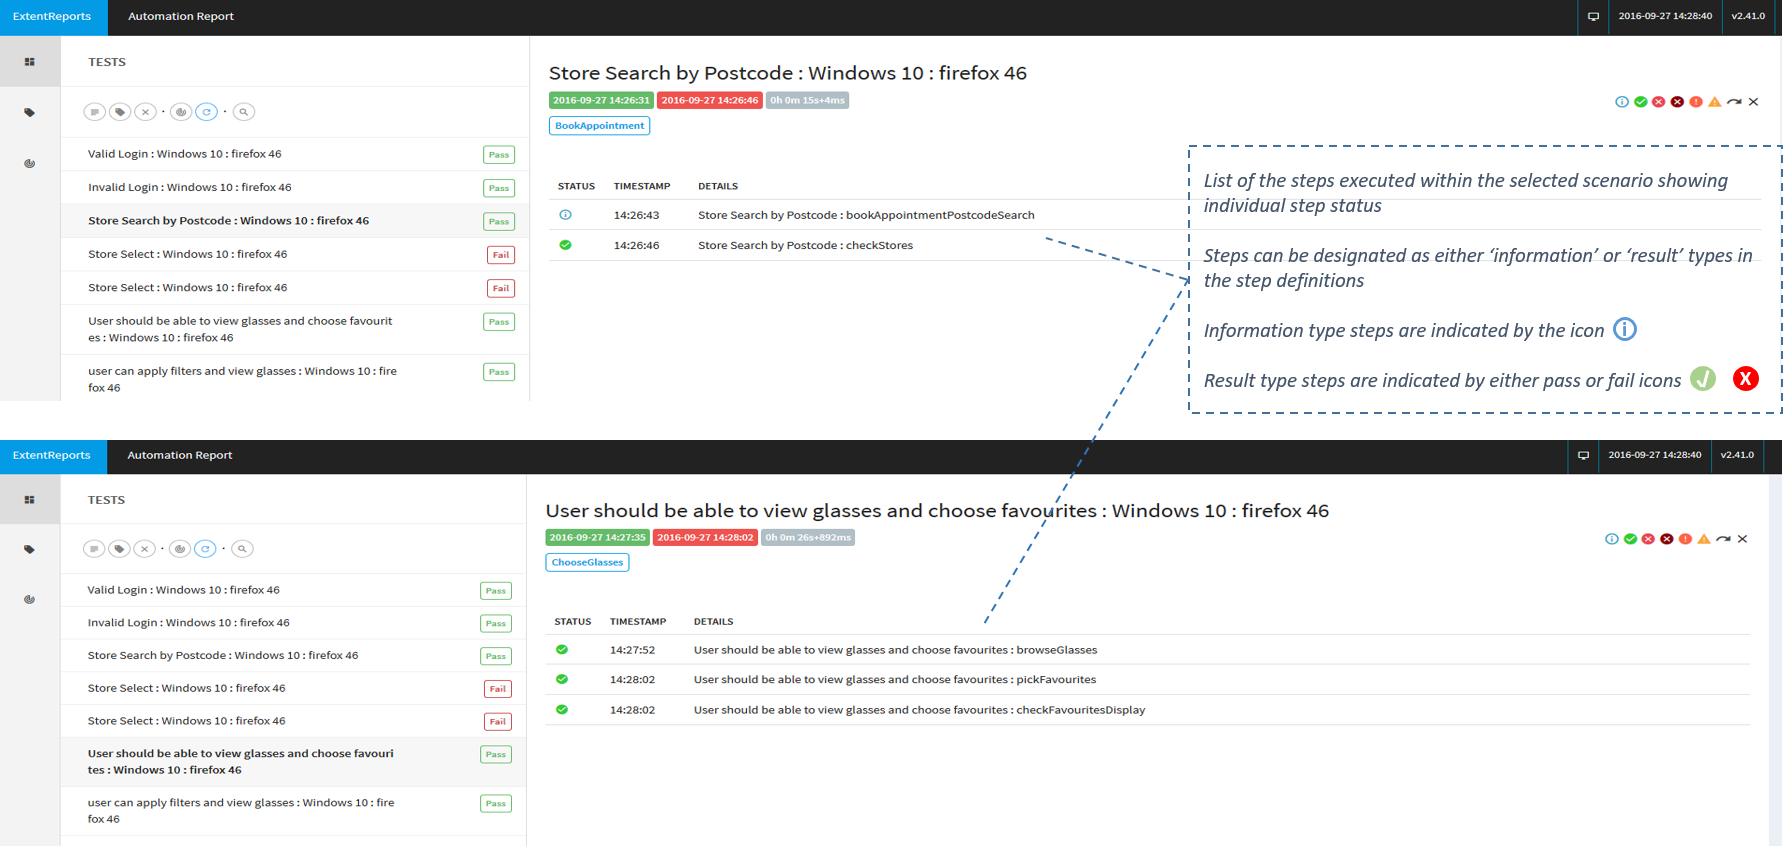 ExtentReports
Automation Report
2016-09-27 14:28:40
v2.41.0
TESTS
Valid Login : Windows 10 : firefox 46
Pass
Invalid Login : Windows 10 : firefox 46
Pass
Store Search by Postcode : Windows 10 : firefox 46
Pass
Store Select : Windows 10 : firefox 46
Fail
Store Select : Windows 10 : firefox 46
Fail
User should be able to view glasses and choose favourit
es : Windows 10 : firefox 46
Pass
user can apply filters and view glasses : Windows 10 : fire
fox 46
Pass
Store Search by Postcode : Windows 10 : firefox 46
2016-09-27 14:26:31
2016-09-27 14:26:46
0h 0m 15s+4ms
BookAppointment
STATUS TIMESTAMP DETAILS
14:26:43 Store Search by Postcode : bookAppointmentPostcodeSearch
14:26:46 Store Search by Postcode : checkStores
List of the steps executed within the selected scenario showing
individual step status
Steps can be designated as either ‘information’ or ‘result’ types in
the step definitions
Information type steps are indicated by the icon
Result type steps are indicated by either pass or fail icons
ExtentReports
Automation Report
2016-09-27 14:28:40
v2.41.0
TESTS
Valid Login : Windows 10 : firefox 46
Pass
Invalid Login : Windows 10 : firefox 46
Pass
Store Search by Postcode : Windows 10 : firefox 46
Pass
Store Select : Windows 10 : firefox 46
Fail
Store Select : Windows 10 : firefox 46
Fail
User should be able to view glasses and choose favouri
tes : Windows 10 : firefox 46
Pass
user can apply filters and view glasses : Windows 10 : fire
fox 46
Pass
User should be able to view glasses and choose favourites : Windows 10 : firefox 46
2016-09-27 14:27:35
2016-09-27 14:28:02
0h 0m 26s+892ms
ChooseGlasses
STATUS TIMESTAMP DETAILS
14:27:52 User should be able to view glasses and choose favourites : browseGlasses
14:28:02 User should be able to view glasses and choose favourites : pickFavourites
14:28:02 User should be able to view glasses and choose favourites : checkFavouritesDisplay